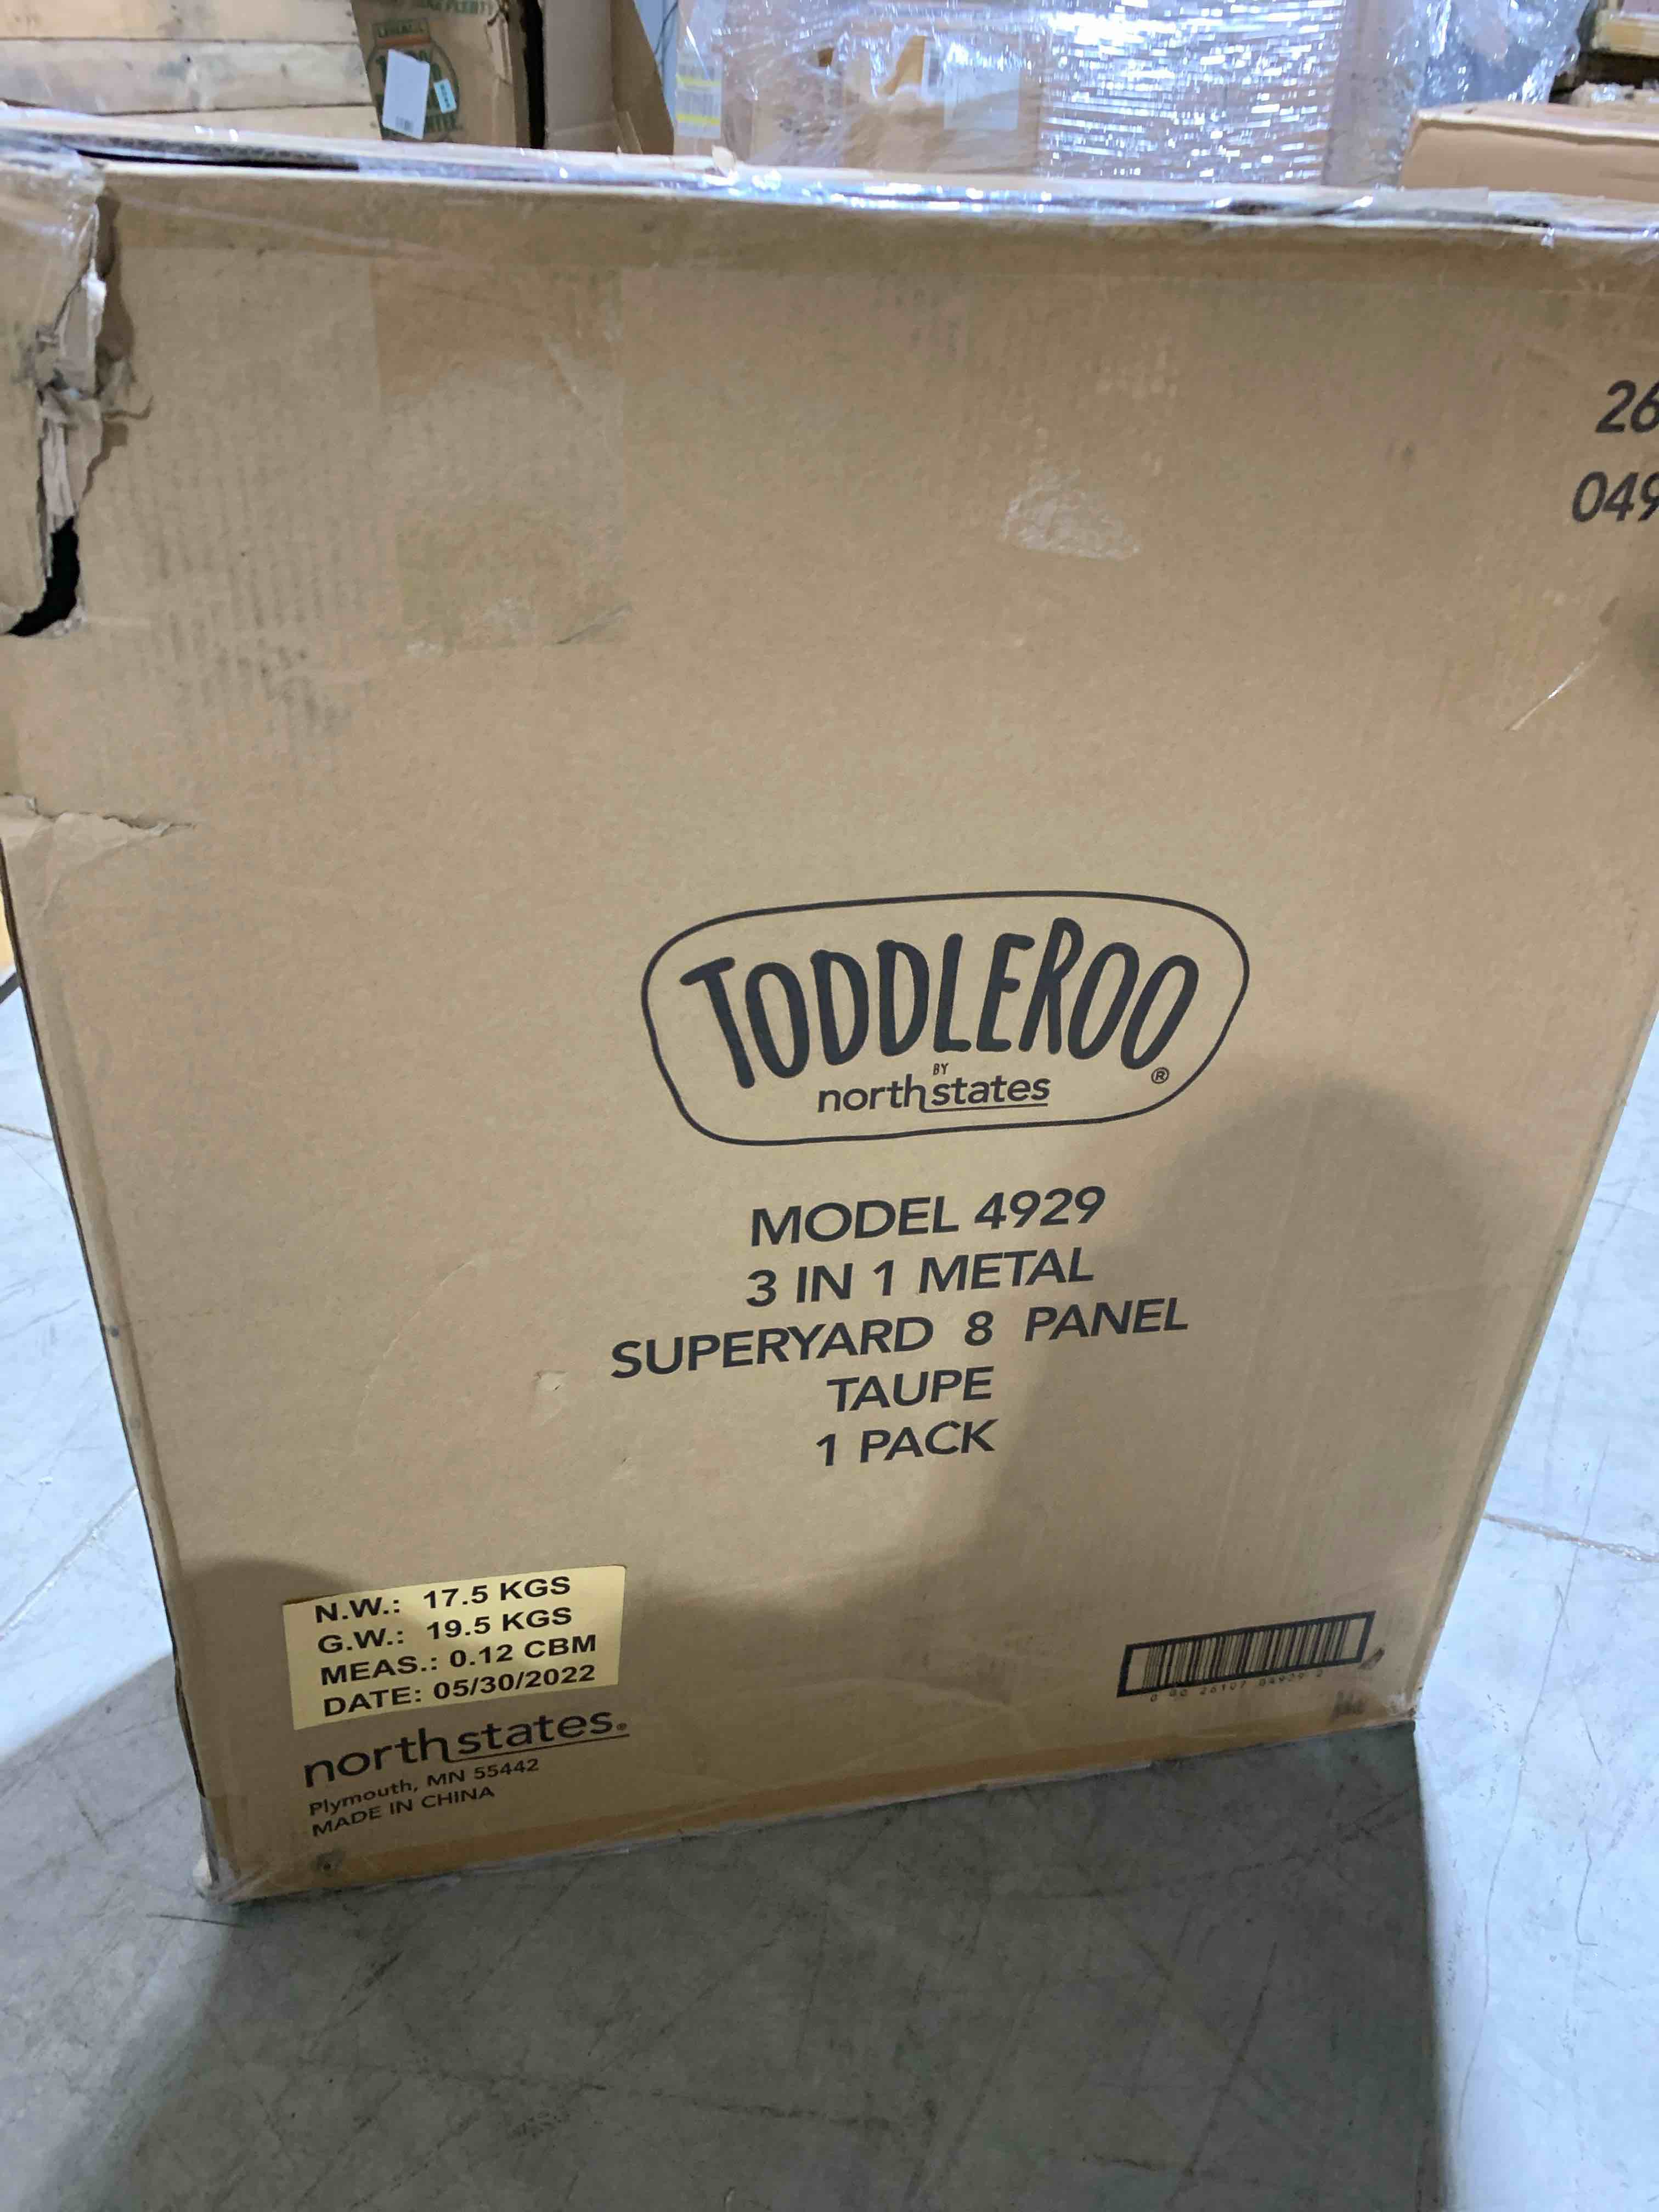 26
049
TODDLEROO
BY
northstates
®
MODEL 4929
3 IN 1 METAL
SUPERYARD 8 PANEL
TAUPE
1 PACK
N.W.: 17.5 KGS
G.W.: 19.5 KGS
MEAS.: 0.12 CBM
DATE: 05/30/2022
northstates®
Plymouth, MN 55442
MADE IN CHINA